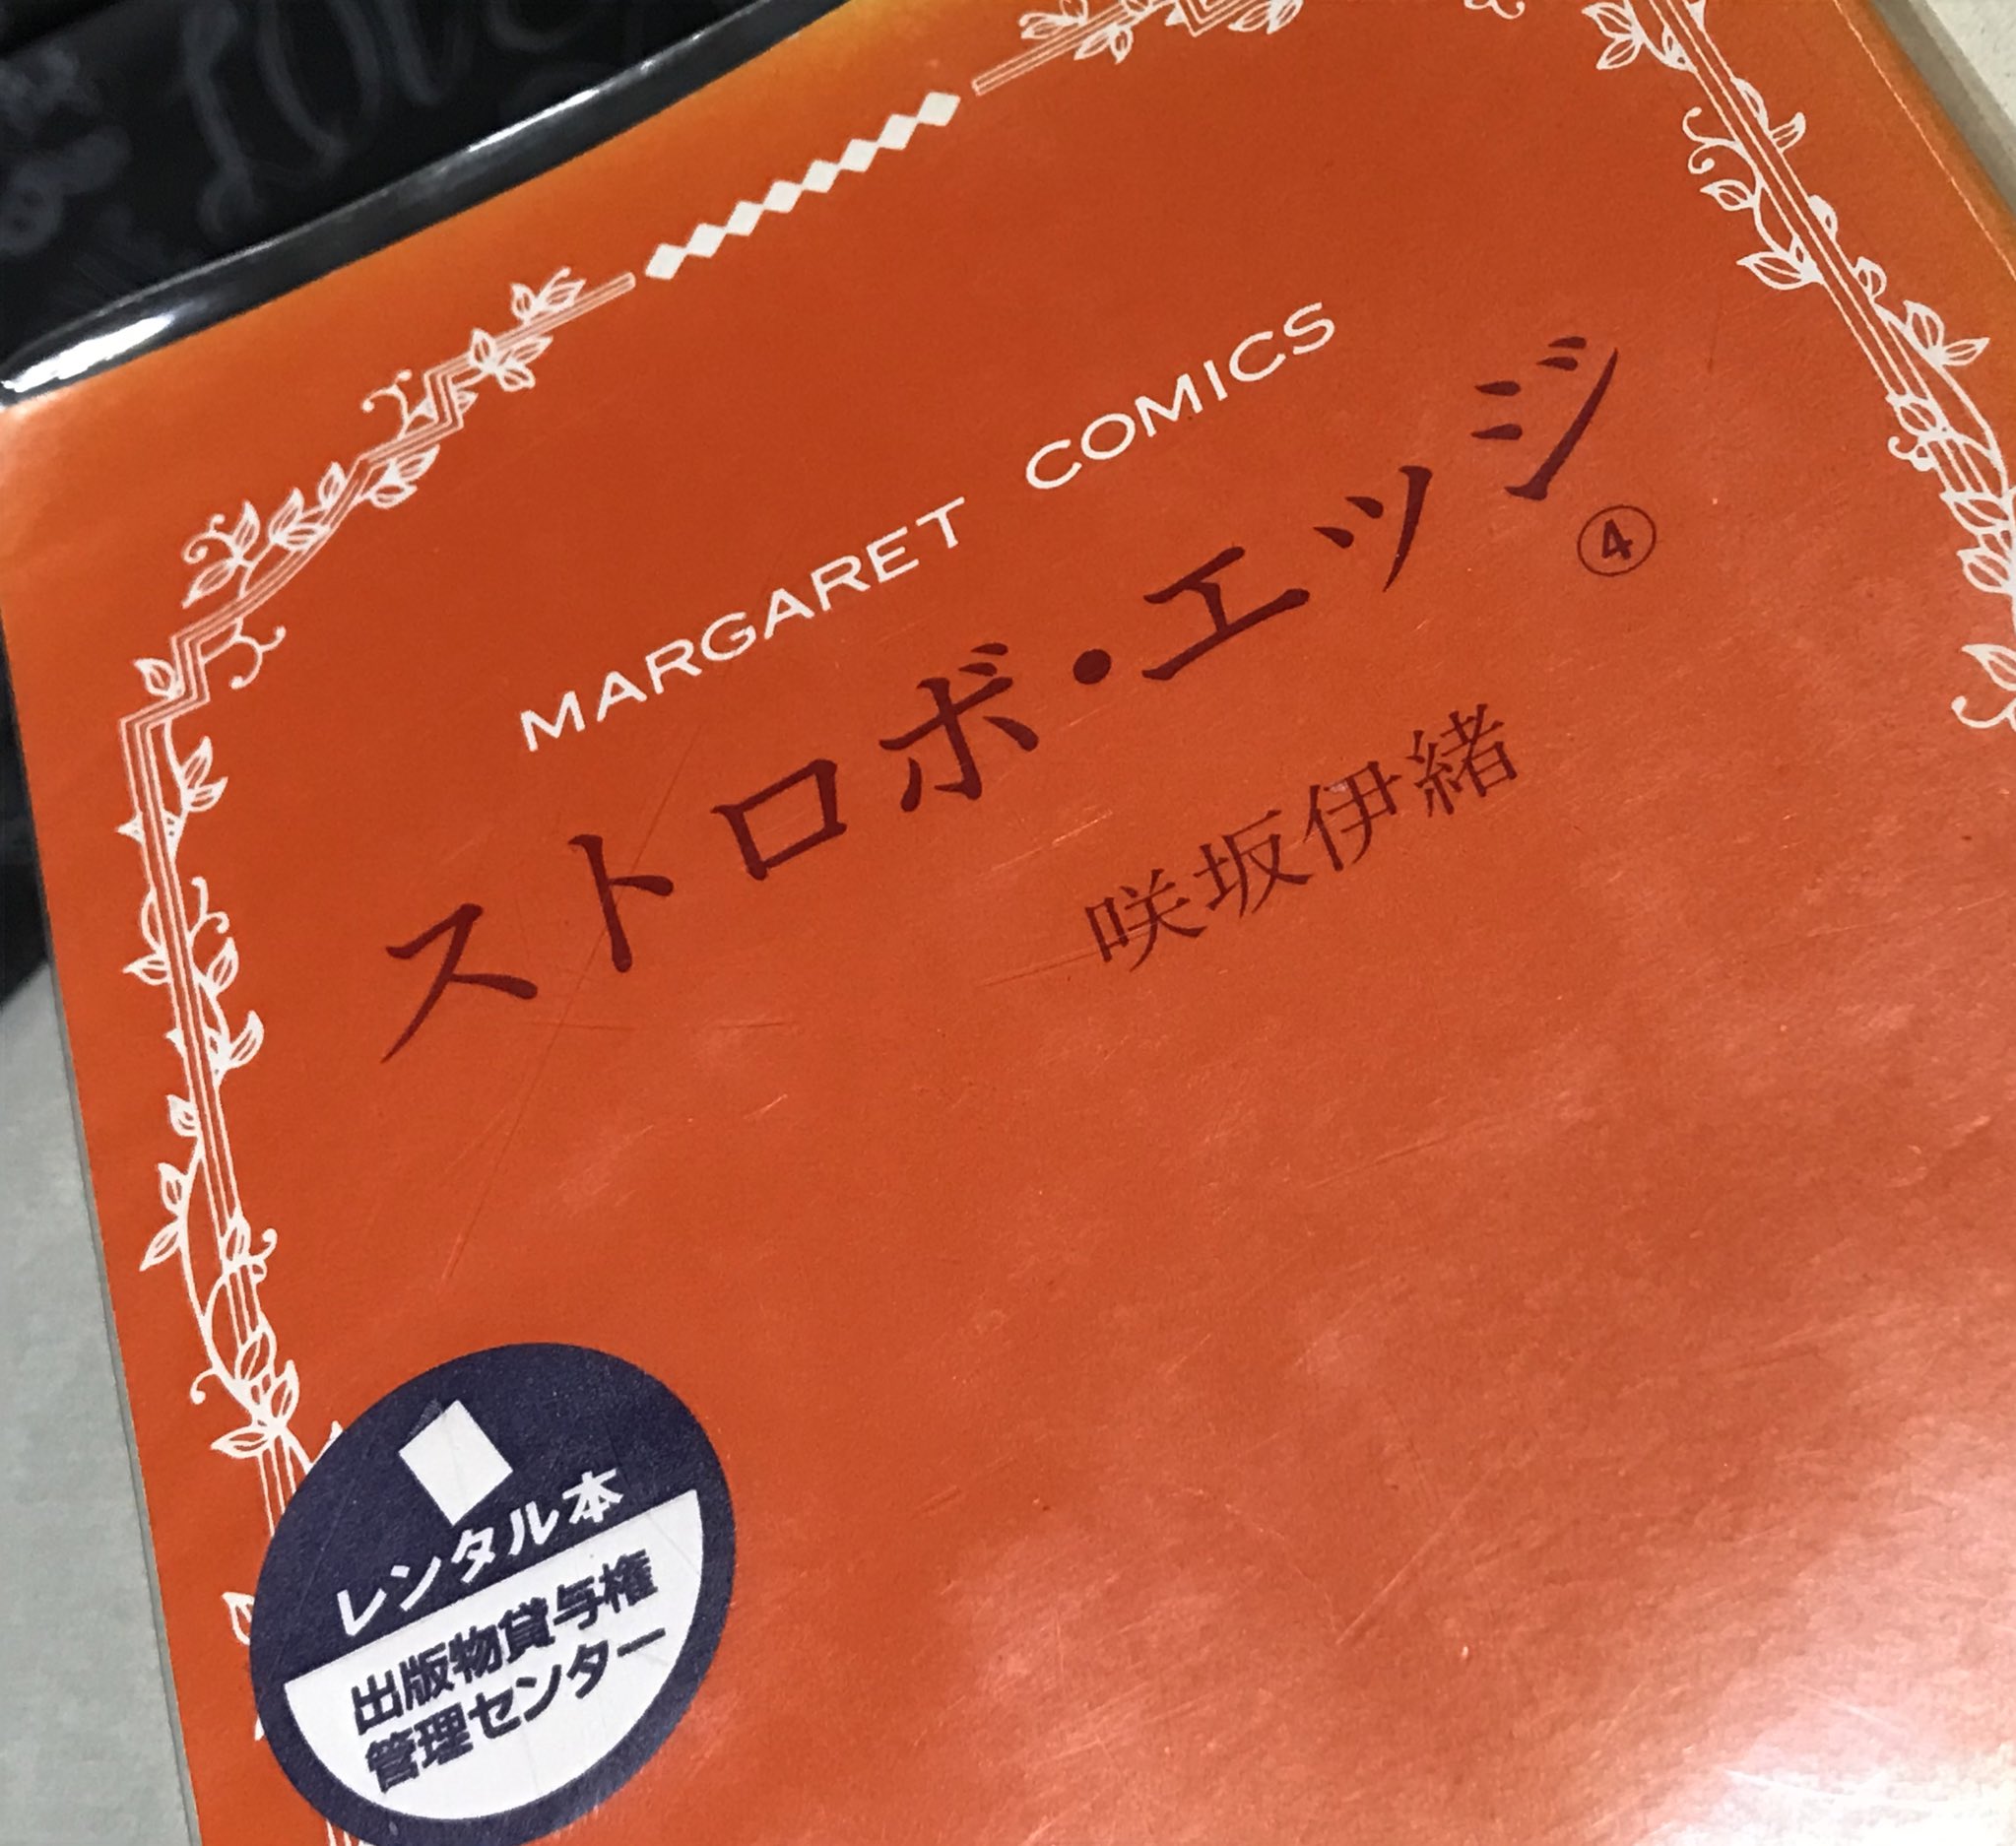 MARGARET COMICS
ストロボ・エッジ④
咲坂伊緒
レンタル本
出版物貸与権
管理センター